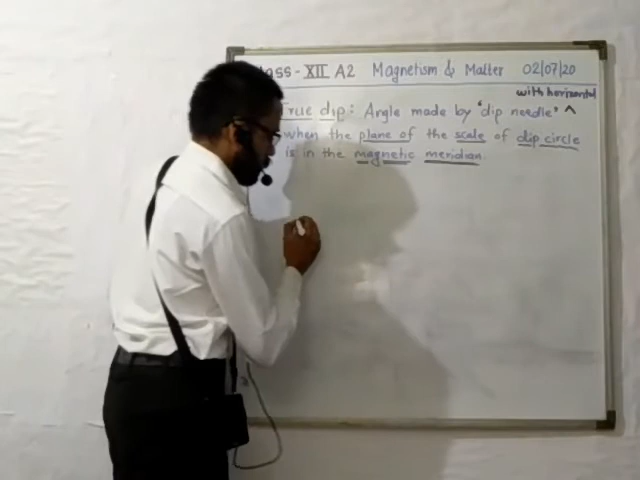 ass - XII A2 Magnetism & Matter 02/07/20
with horizontal
True dip: Angle made by 'dip needle' ^
when the plane of the scale of dip circle
is in the magnetic meridian.